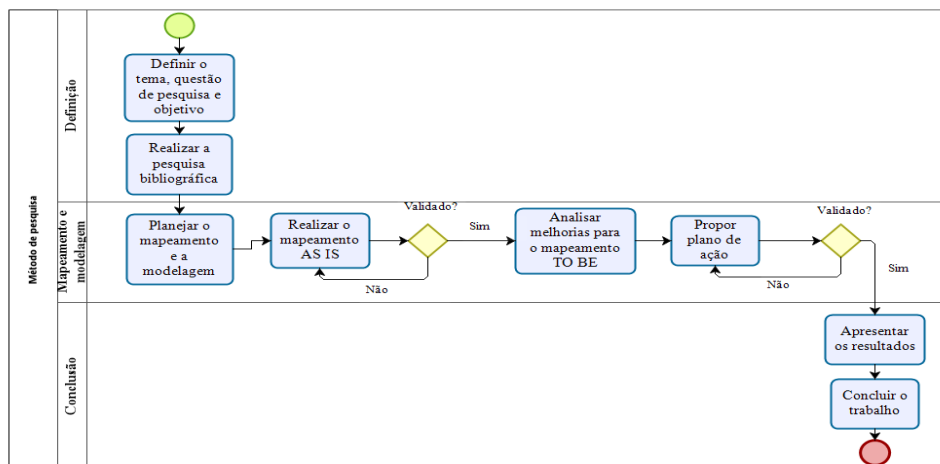 Método de pesquisa
Definição
Definir o
tema, questão
de pesquisa e
objetivo
Realizar a
pesquisa
bibliográfica
Mapeamento e
modelagem
Planejar o
mapeamento
e a
modelagem
Realizar o
mapeamento
AS IS
Validado?
Não
Sim
Analisar
melhorias para
o mapeamento
TO BE
Propor
plano de
ação
Validado?
Não
Sim
Conclusão
Apresentar
os resultados
Concluir o
trabalho